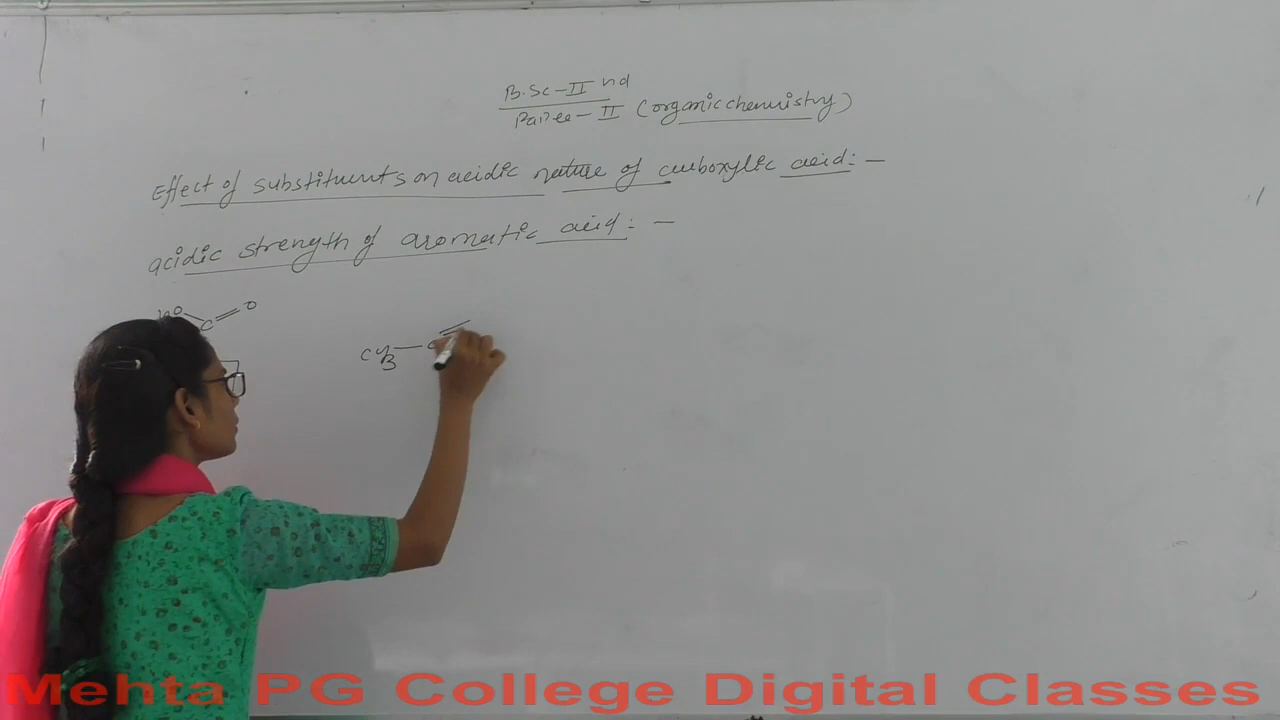 B.Sc - II nd
Paper - II (organic chemistry)
Effect of substituents on acidic nature of carboxylic acid: -
acidic strength of aromatic acid: -
HO C O
CH3 - C
Mehta PG College Digital Classes